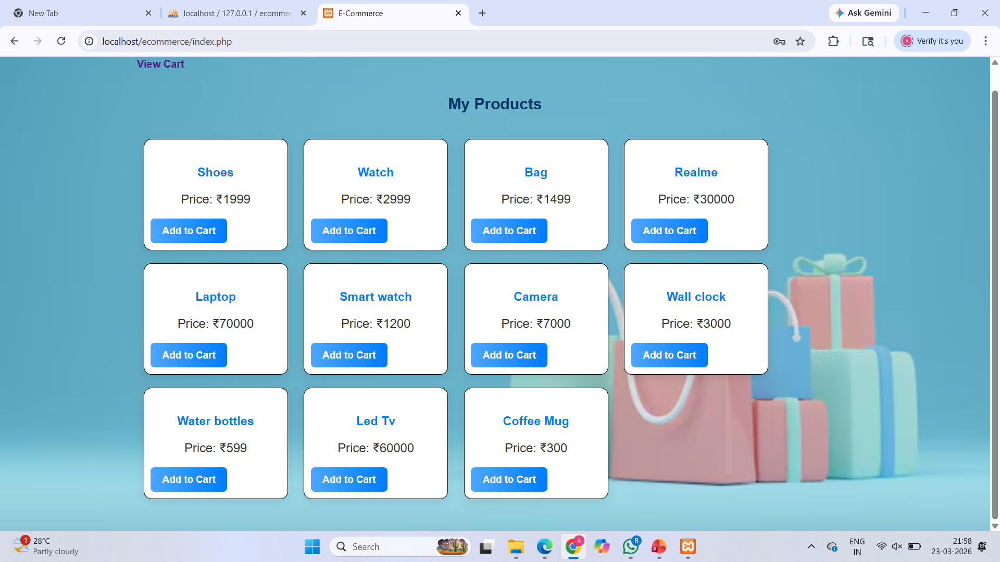 New Tab
localhost / 127.0.0.1 / ecommer
E-Commerce
Ask Gemini
localhost/ecommerce/index.php
A
Verify it's you
View Cart
My Products
Shoes
Price: ₹1999
Add to Cart
Watch
Price: ₹2999
Add to Cart
Bag
Price: ₹1499
Add to Cart
Realme
Price: ₹30000
Add to Cart
Laptop
Price: ₹70000
Add to Cart
Smart watch
Price: ₹1200
Add to Cart
Camera
Price: ₹7000
Add to Cart
Wall clock
Price: ₹3000
Add to Cart
Water bottles
Price: ₹599
Add to Cart
Led Tv
Price: ₹60000
Add to Cart
Coffee Mug
Price: ₹300
Add to Cart
1
28°C
Partly cloudy
Search
A
8
P
ENG
IN
21:58
23-03-2026